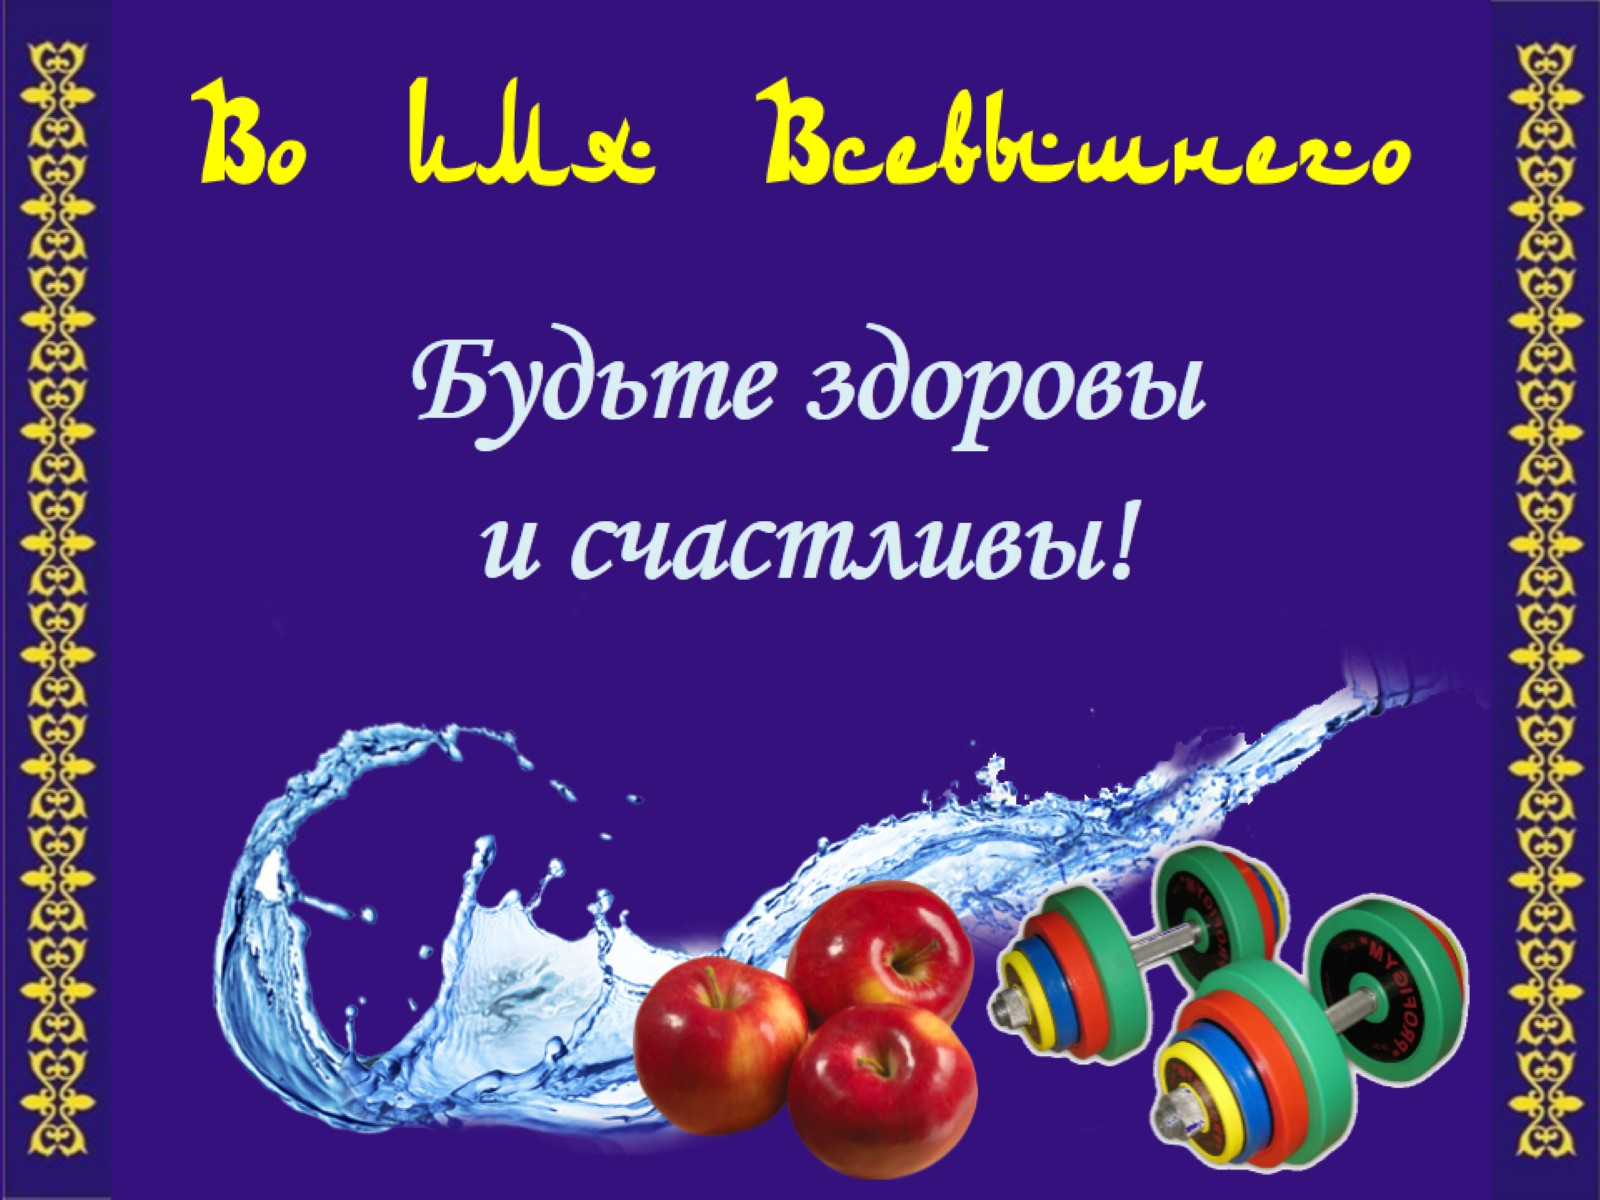 Во имя Всевышнего
Будьте здоровы
и счастливы!